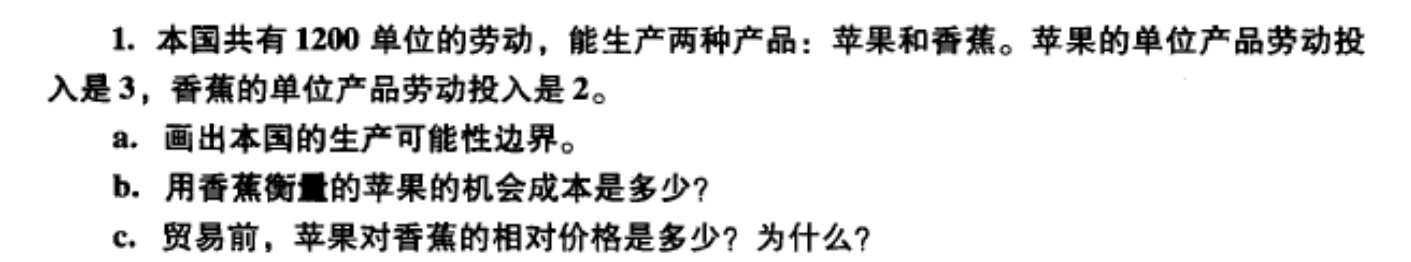 1. 本国共有 1200 单位的劳动，能生产两种产品：苹果和香蕉。苹果的单位产品劳动投
入是 3，香蕉的单位产品劳动投入是 2。
a. 画出本国的生产可能性边界。
b. 用香蕉衡量的苹果的机会成本是多少？
c. 贸易前，苹果对香蕉的相对价格是多少？为什么？